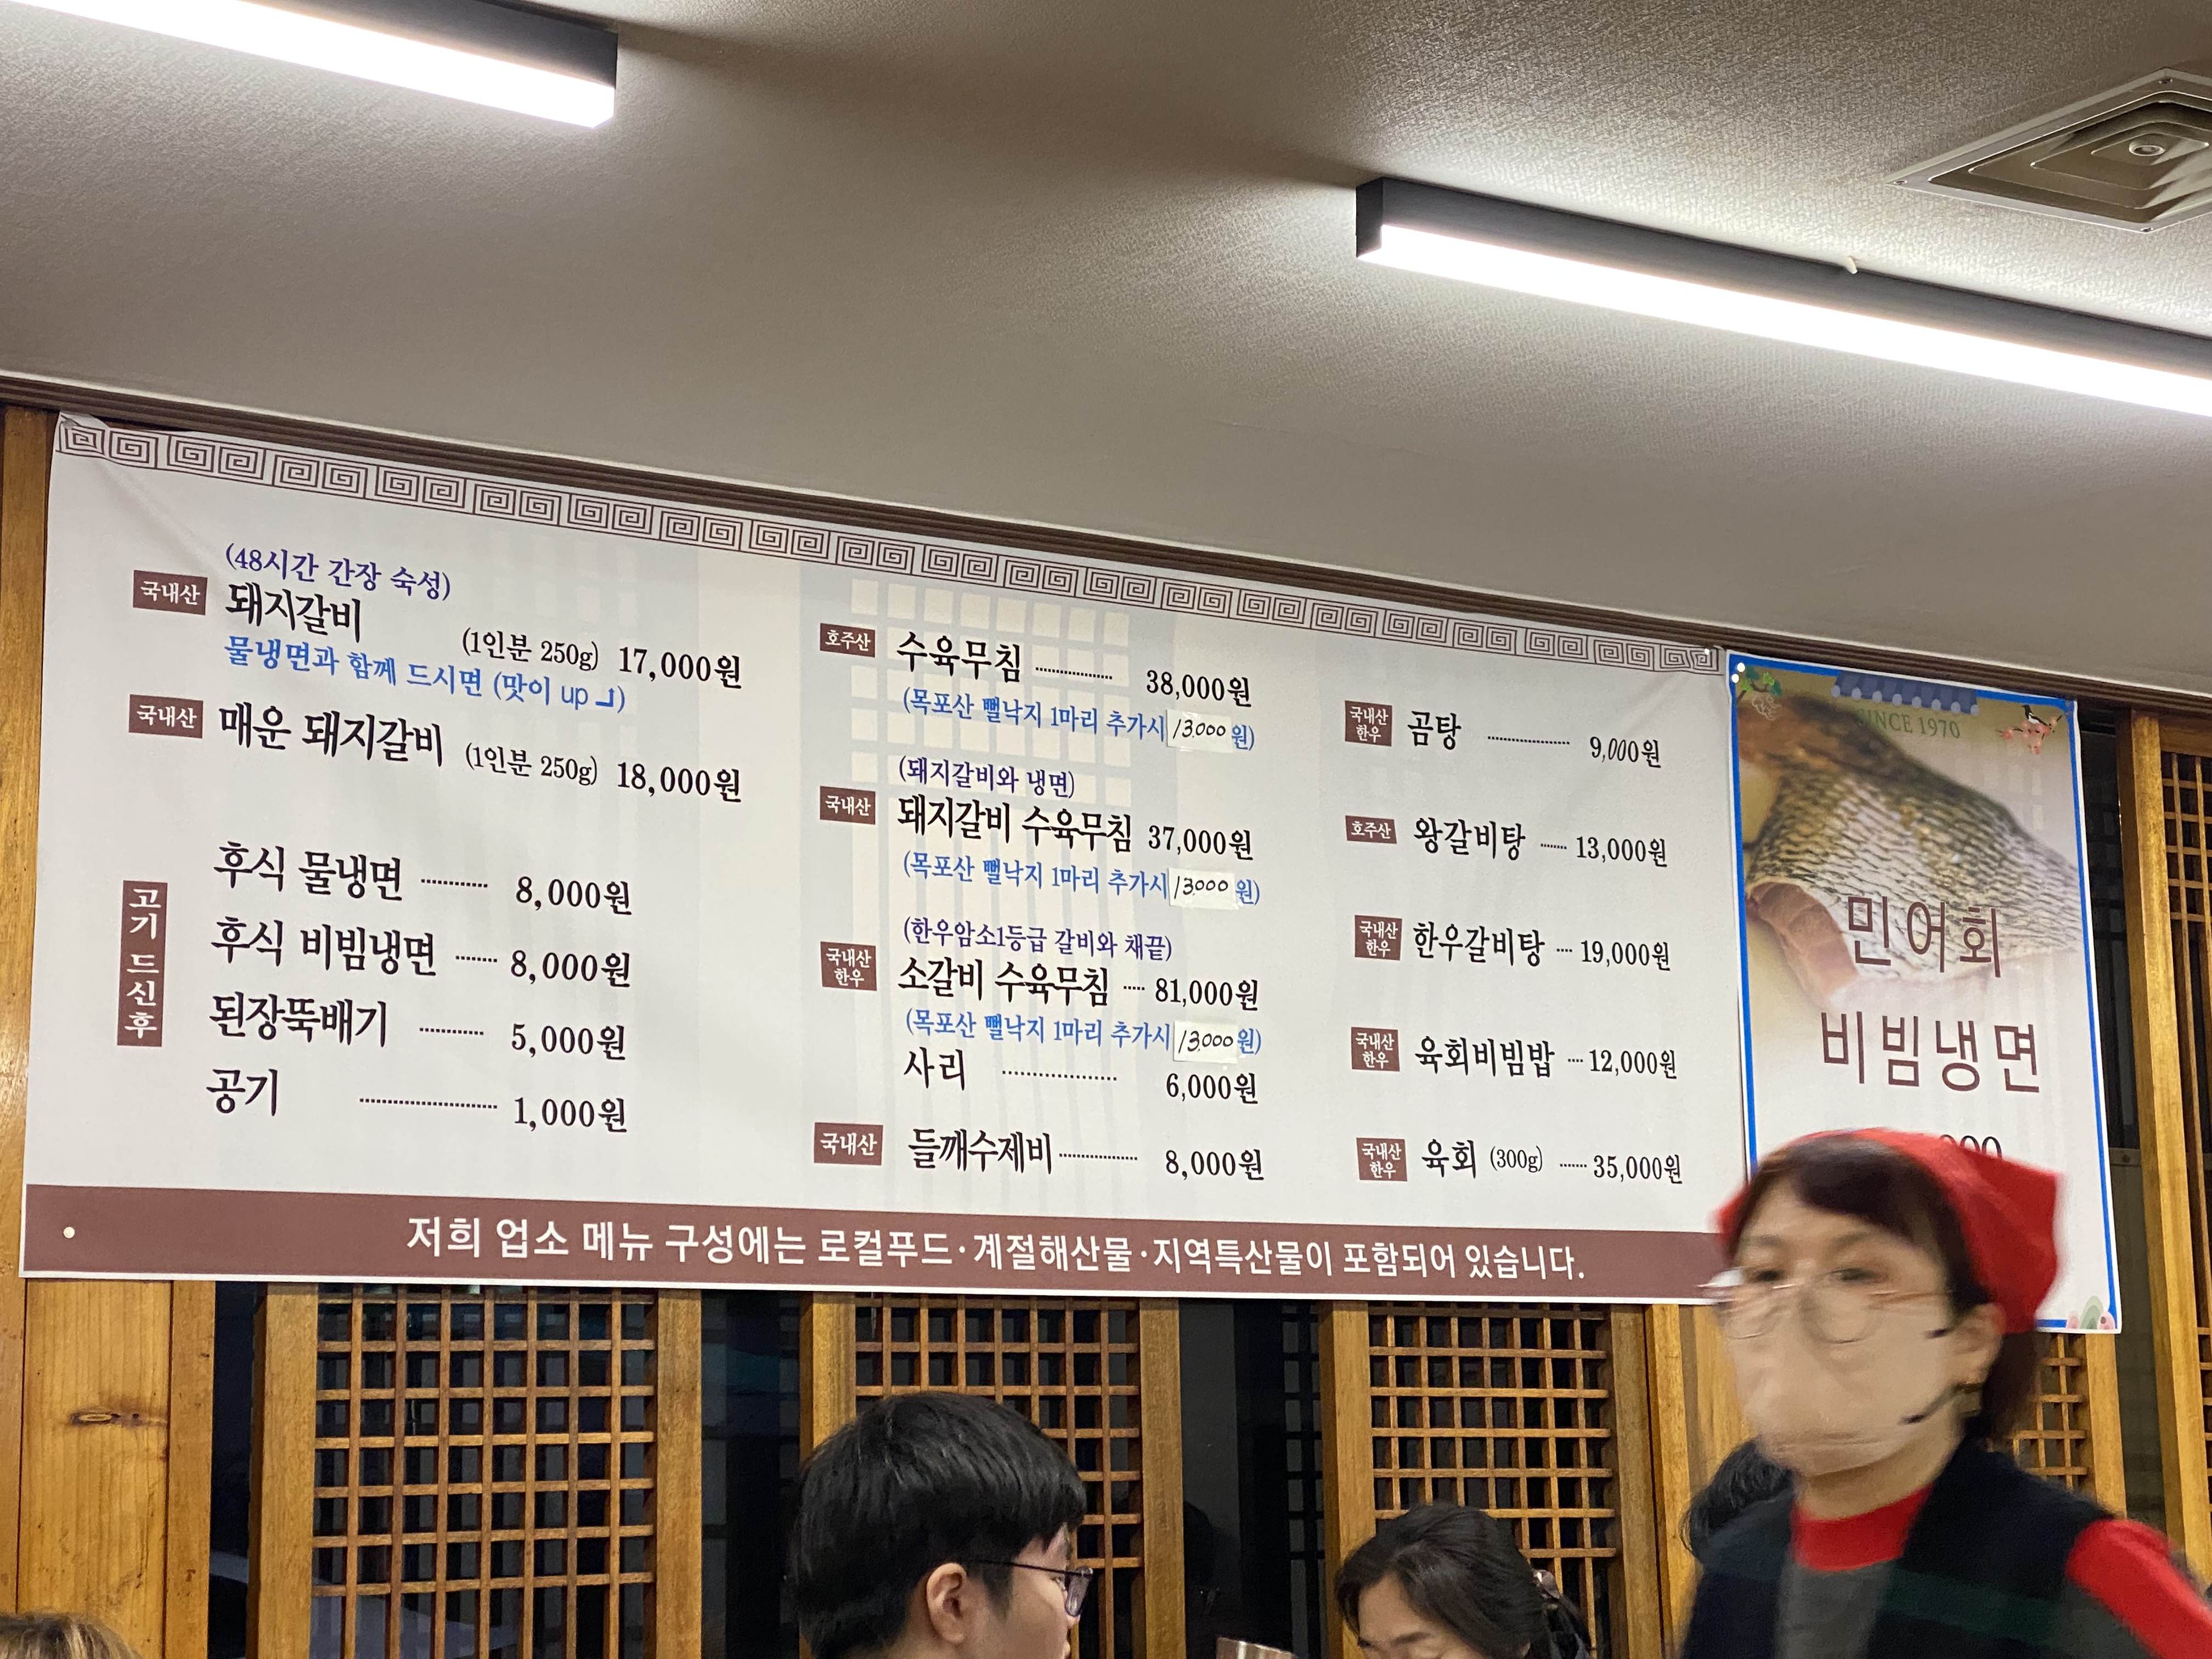 (48시간 간장 숙성)
국내산 돼지갈비 (1인분 250g) 17,000원
물냉면과 함께 드시면 (맛이 up ⅃)
국내산 매운 돼지갈비 (1인분 250g) 18,000원
고기 드신 후
후식 물냉면 ············ 8,000원
후식 비빔냉면 ········ 8,000원
된장뚝배기 ············ 5,000원
공기 ························ 1,000원
호주산 수육무침 ···················· 38,000원
(목포산 뻘낙지 1마리 추가시 13.000 원)
(돼지갈비와 냉면)
국내산 돼지갈비 수육무침 37,000원
(목포산 뻘낙지 1마리 추가시 13.000 원)
(한우암소1등급 갈비와 채끝)
국내산 한우 소갈비 수육무침 ····· 81,000원
(목포산 뻘낙지 1마리 추가시 13.000 원)
사리 ···················· 6,000원
국내산 들깨수제비 ···················· 8,000원
국내산 한우 곰탕 ···················· 9,000원
호주산 왕갈비탕 ······· 13,000원
국내산 한우 한우갈비탕 ···· 19,000원
국내산 한우 육회비빔밥 ···· 12,000원
국내산 한우 육회 (300g) ······· 35,000원
저희 업소 메뉴 구성에는 로컬푸드·계절해산물·지역특산물이 포함되어 있습니다.
SINCE 1970
민어회
비빔냉면